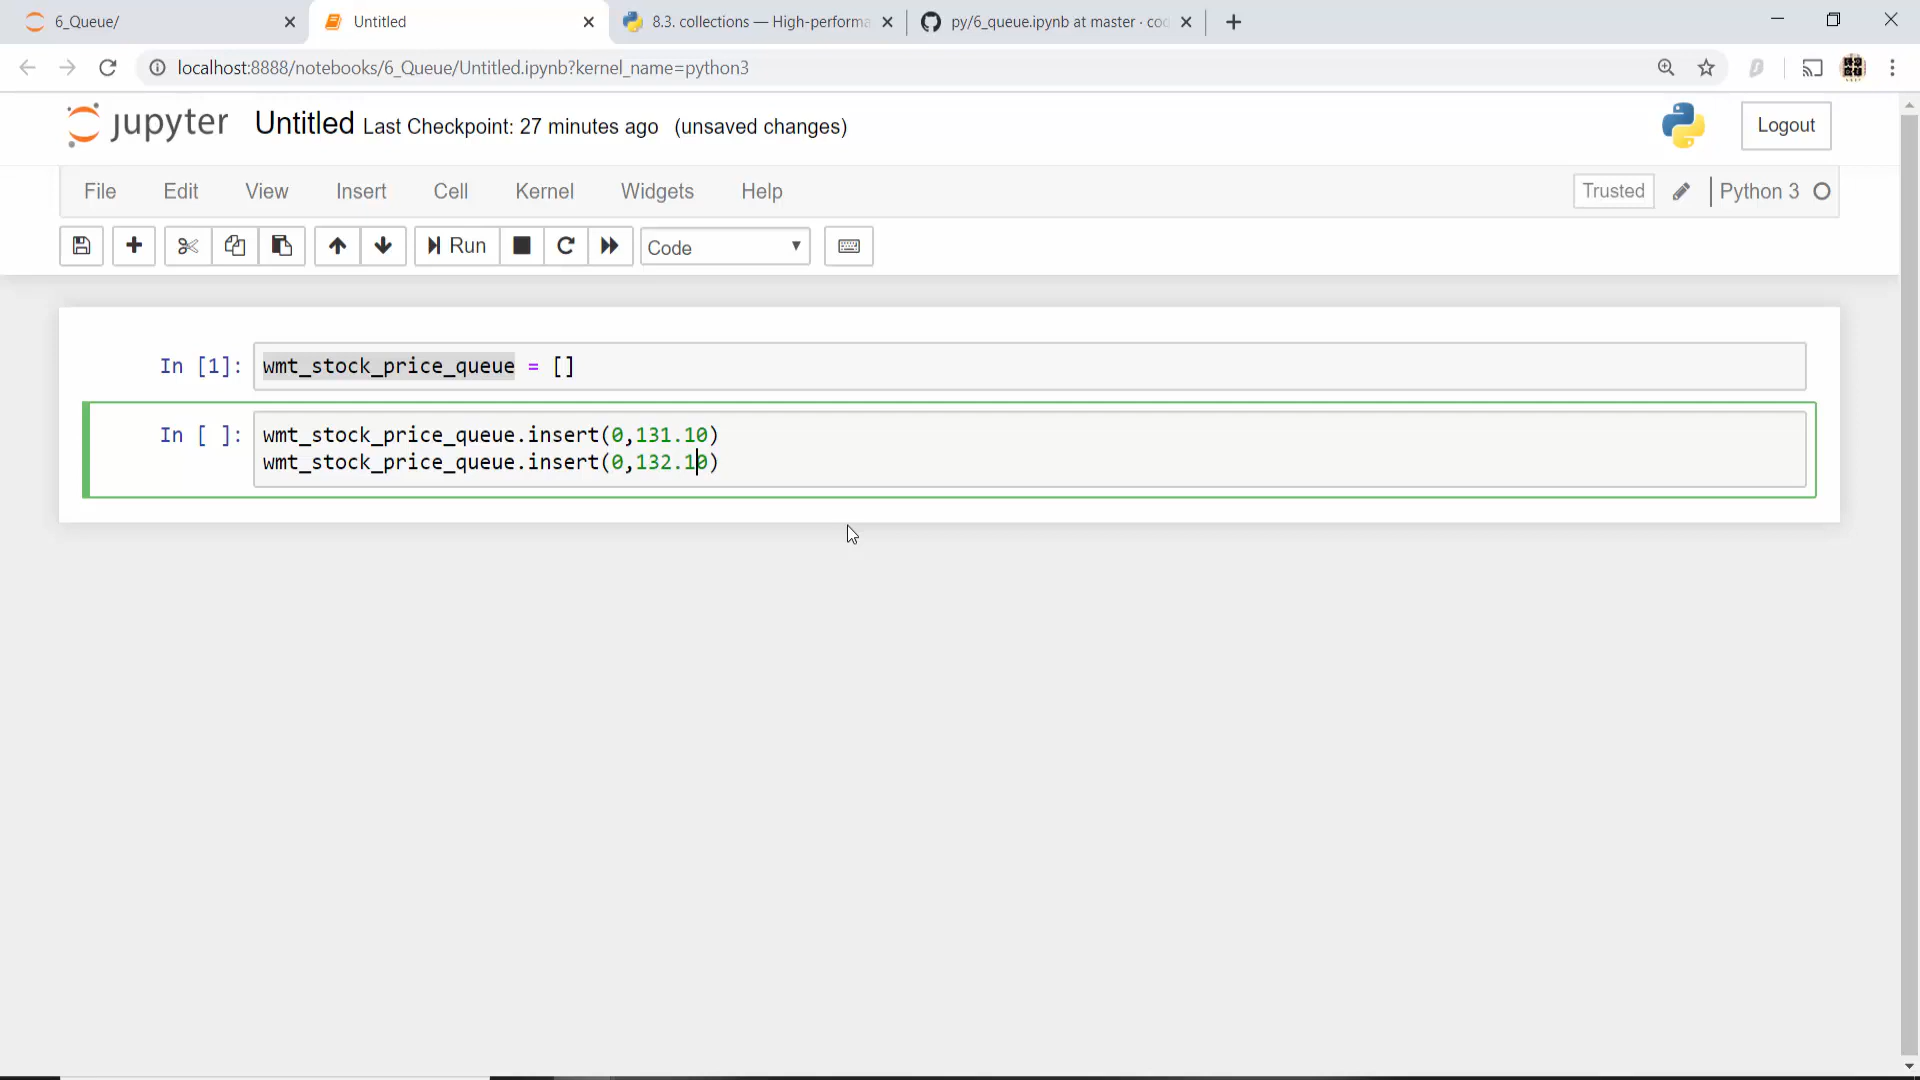 6_Queue/
Untitled
8.3. collections — High-performa
py/6_queue.ipynb at master · co
localhost:8888/notebooks/6_Queue/Untitled.ipynb?kernel_name=python3
jupyter Untitled Last Checkpoint: 27 minutes ago (unsaved changes)
Logout
File Edit View Insert Cell Kernel Widgets Help
Trusted Python 3
Run Code
In [1]: wmt_stock_price_queue = []
In [ ]: wmt_stock_price_queue.insert(0,131.10)
wmt_stock_price_queue.insert(0,132.10)